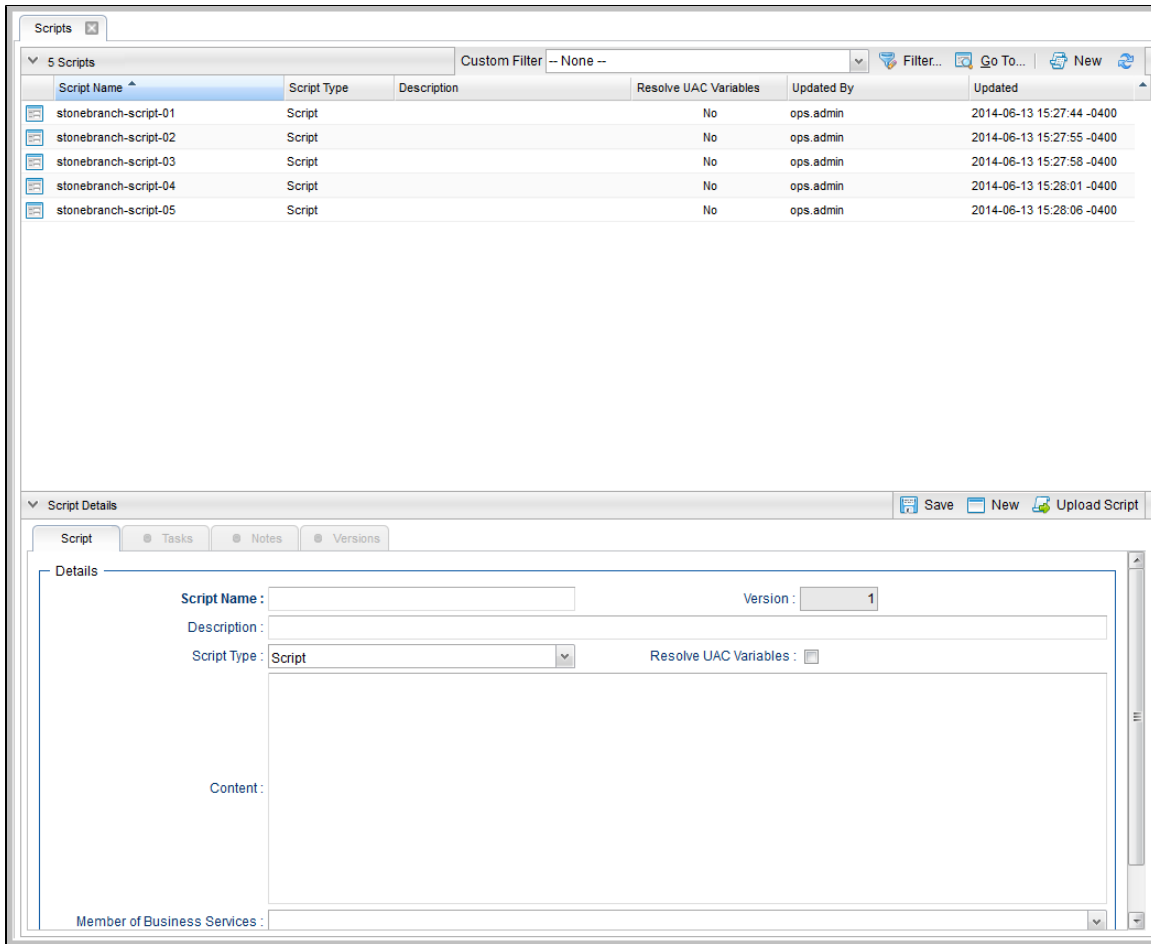 Scripts
5 Scripts Custom Filter -- None -- Filter... Go To... New
Script Name Script Type Description Resolve UAC Variables Updated By Updated
stonebranch-script-01 Script No ops.admin 2014-06-13 15:27:44 -0400
stonebranch-script-02 Script No ops.admin 2014-06-13 15:27:55 -0400
stonebranch-script-03 Script No ops.admin 2014-06-13 15:27:58 -0400
stonebranch-script-04 Script No ops.admin 2014-06-13 15:28:01 -0400
stonebranch-script-05 Script No ops.admin 2014-06-13 15:28:06 -0400
Script Details Save New Upload Script
Script Tasks Notes Versions
Details
Script Name : Version : 1
Description :
Script Type : Script Resolve UAC Variables :
Content :
Member of Business Services :